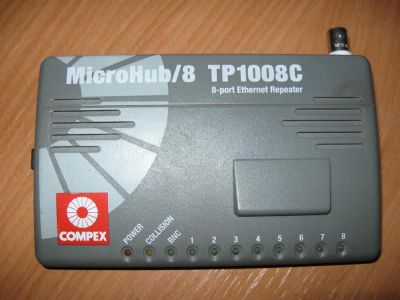 MicroHub/8 TP1008C
8-port Ethernet Repeater
COMPEX
POWER COLLISION BNC 1 2 3 4 5 6 7 8